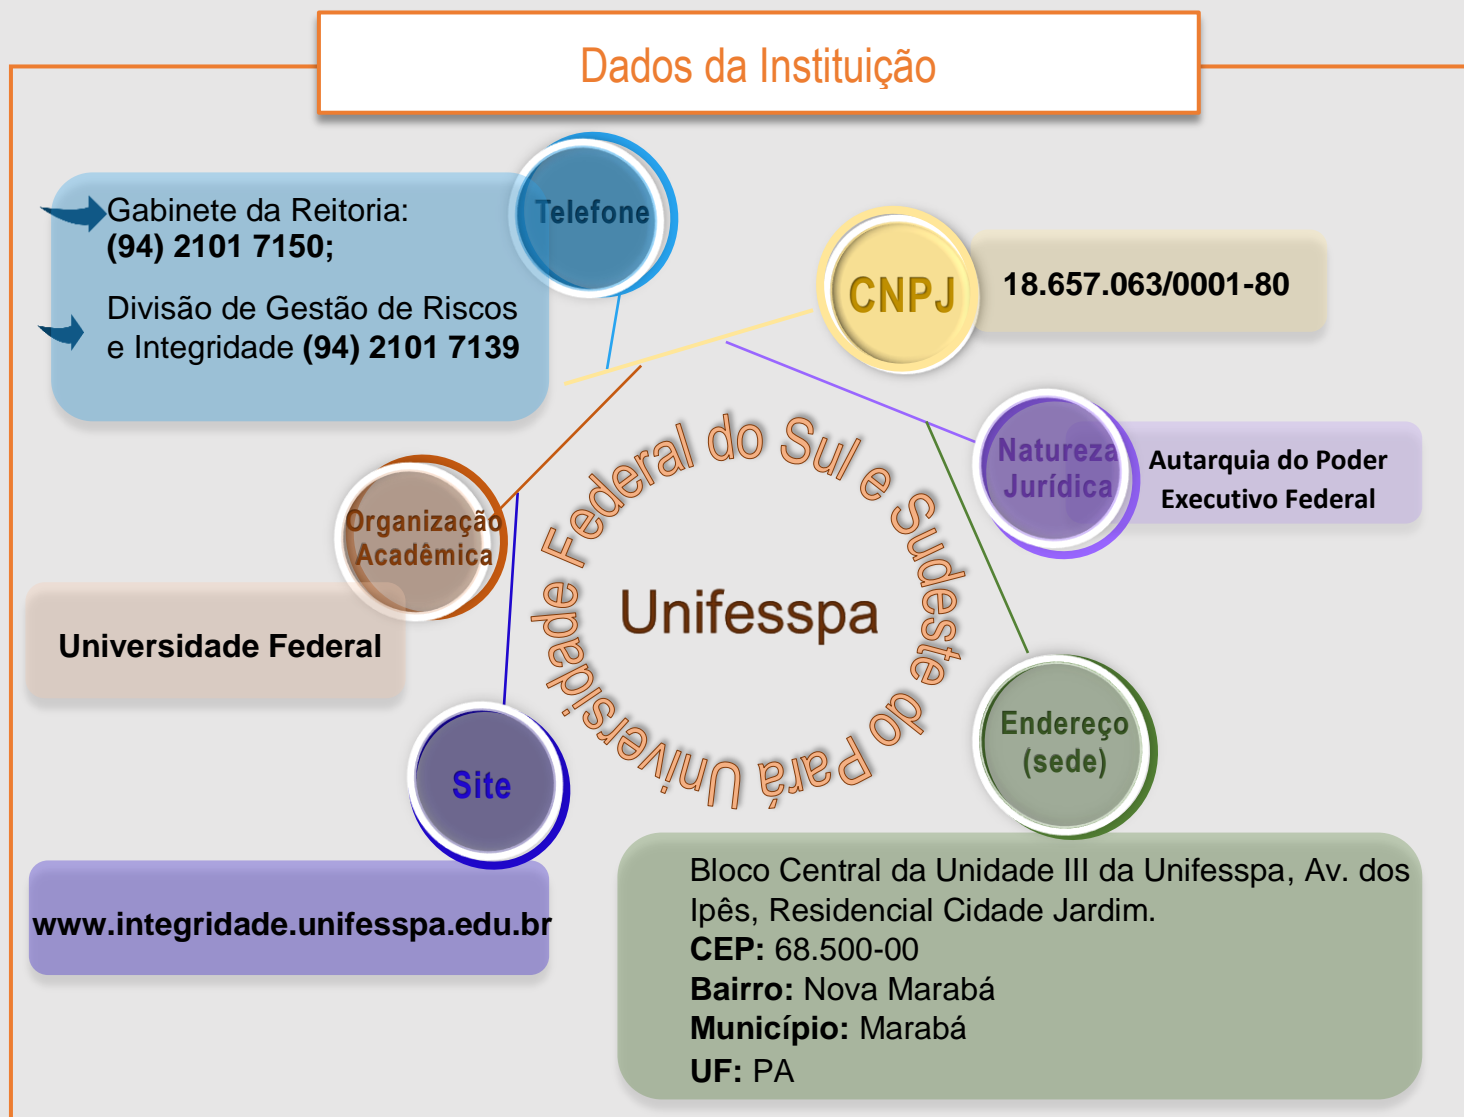 Dados da Instituição
Telefone
Gabinete da Reitoria:
(94) 2101 7150;
Divisão de Gestão de Riscos
e Integridade (94) 2101 7139
CNPJ
18.657.063/0001-80
Natureza
Jurídica
Autarquia do Poder
Executivo Federal
Organização
Acadêmica
Universidade Federal
Universidade Federal do Sul e Sudeste do Pará
Unifesspa
Site
www.integridade.unifesspa.edu.br
Endereço
(sede)
Bloco Central da Unidade III da Unifesspa, Av. dos
Ipês, Residencial Cidade Jardim.
CEP: 68.500-00
Bairro: Nova Marabá
Município: Marabá
UF: PA